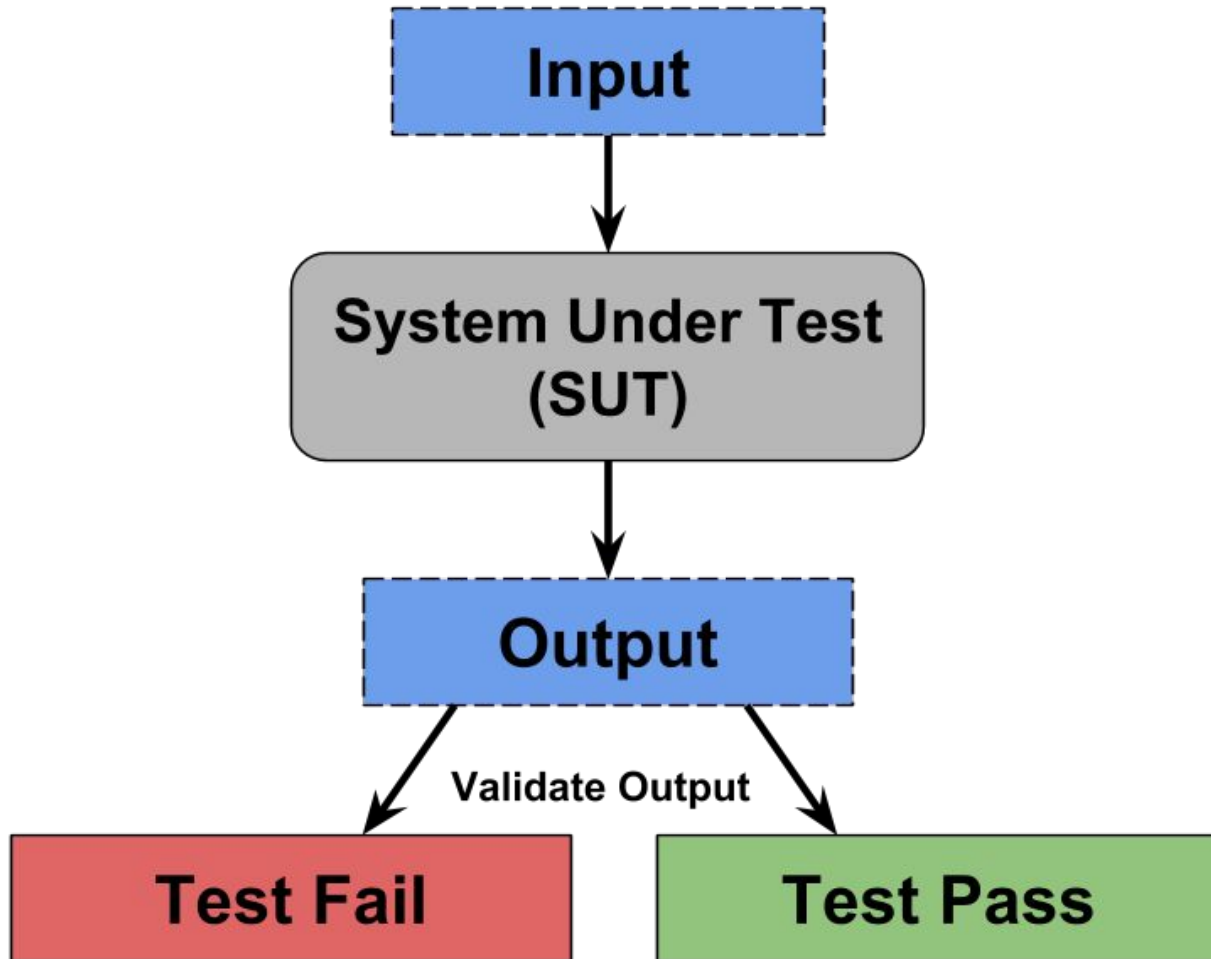 Input
System Under Test
(SUT)
Output
Validate Output
Test Fail
Test Pass